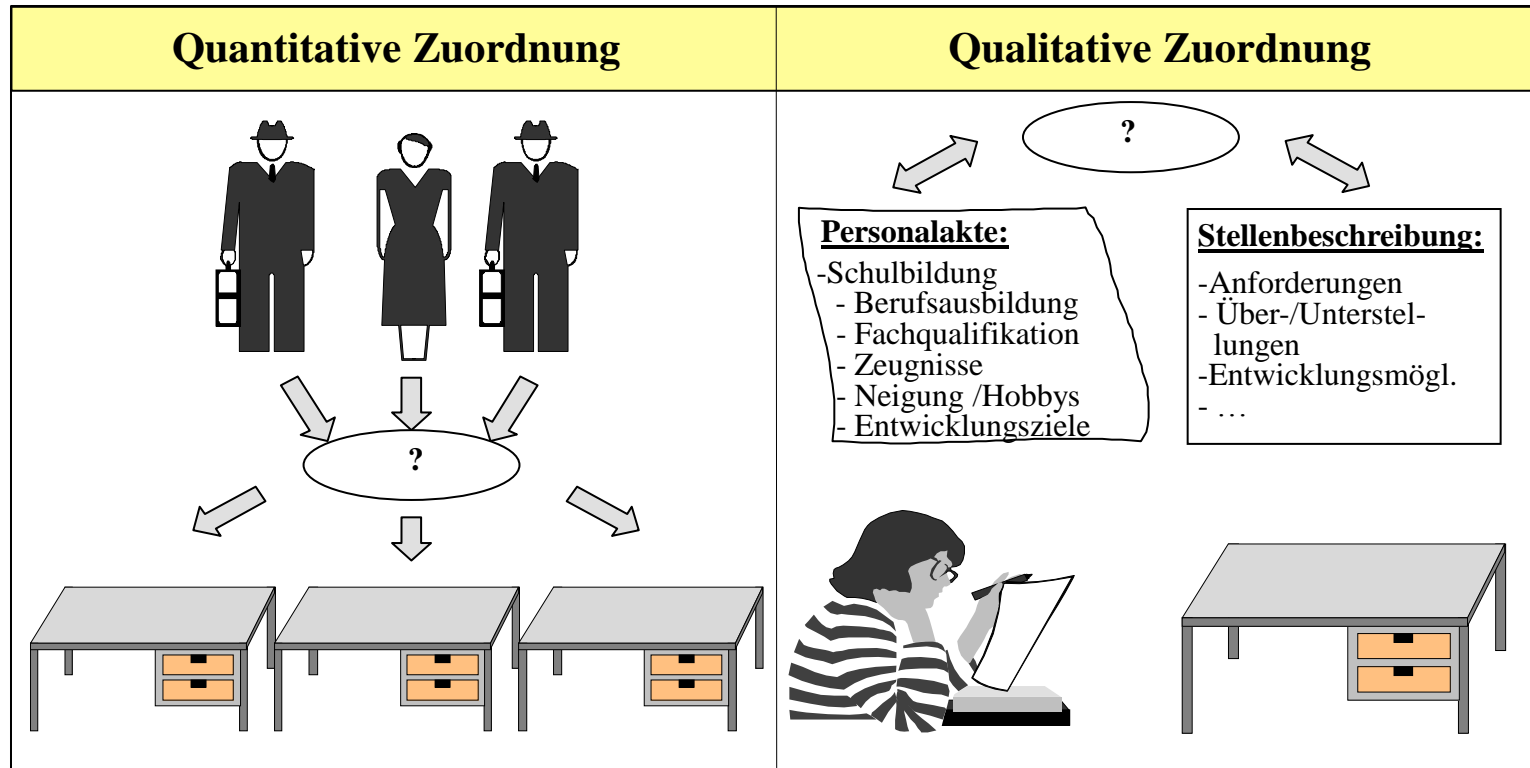 Quantitative Zuordnung
Qualitative Zuordnung
?
?
Personalakte:
-Schulbildung
- Berufsausbildung
- Fachqualifikation
- Zeugnisse
- Neigung /Hobbys
- Entwicklungsziele
Stellenbeschreibung:
-Anforderungen
- Über-/Unterstel-
lungen
-Entwicklungsmögl.
- …